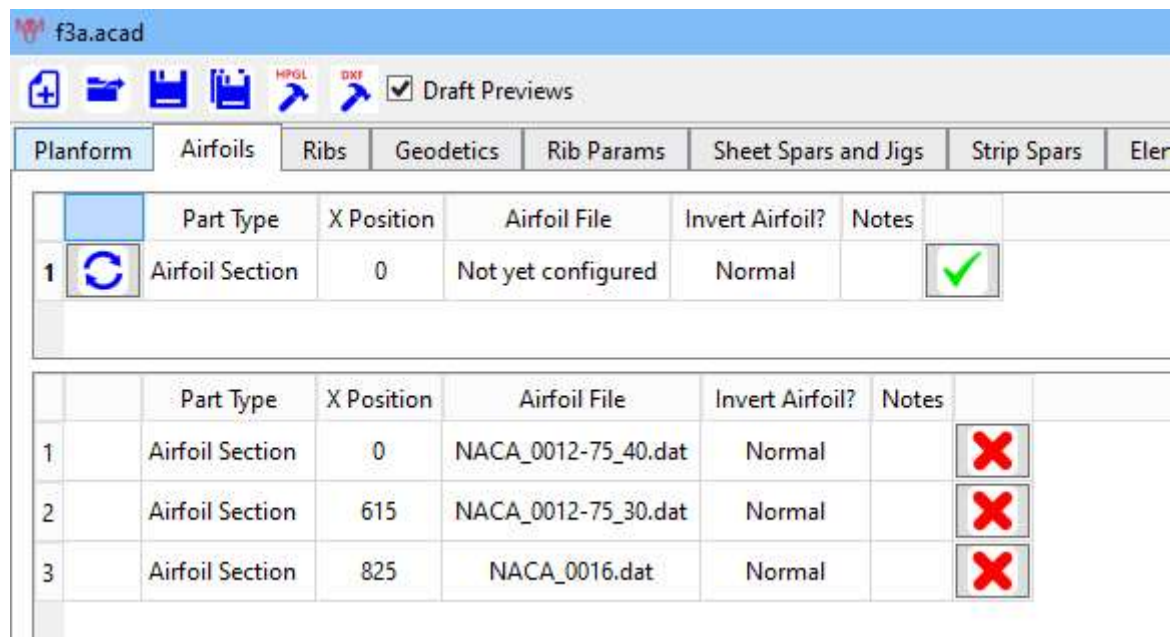 f3a.acad
HPGL DXF Draft Previews
Planform Airfoils Ribs Geodetics Rib Params Sheet Spars and Jigs Strip Spars Eler
Part Type X Position Airfoil File Invert Airfoil? Notes
1 Airfoil Section 0 Not yet configured Normal
Part Type X Position Airfoil File Invert Airfoil? Notes
1 Airfoil Section 0 NACA_0012-75_40.dat Normal
2 Airfoil Section 615 NACA_0012-75_30.dat Normal
3 Airfoil Section 825 NACA_0016.dat Normal